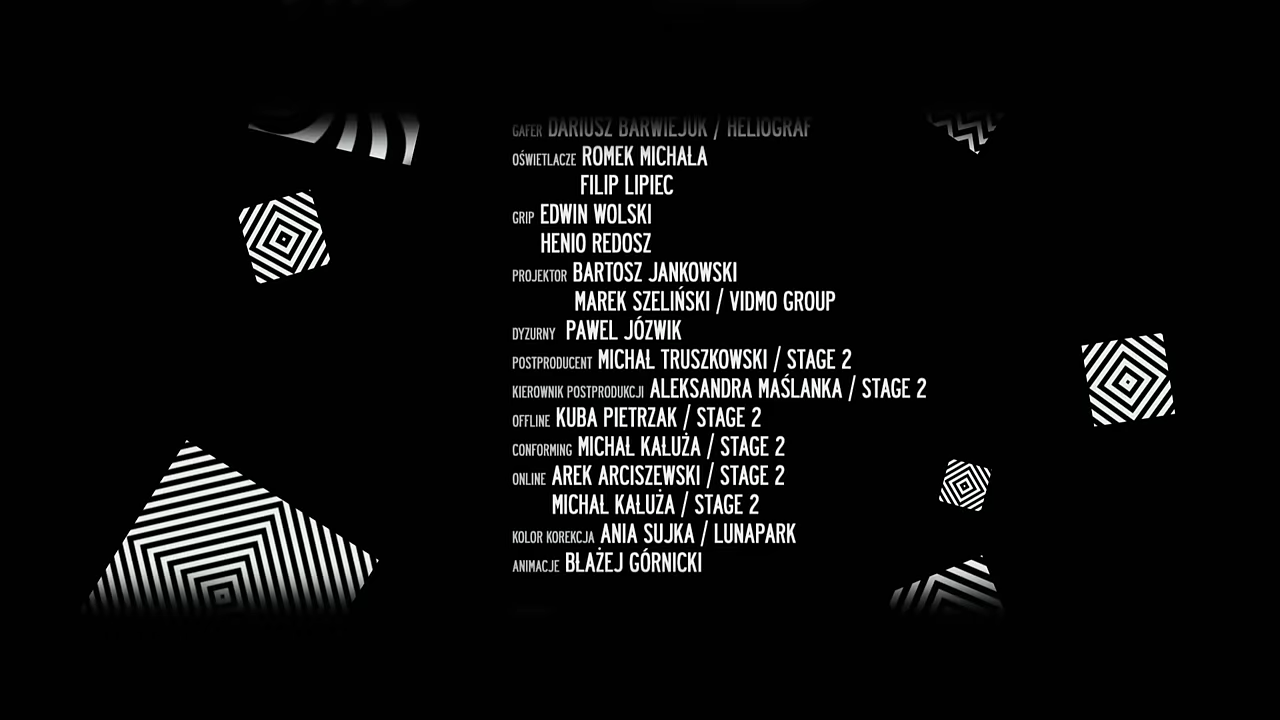 GAFER DARIUSZ BARWIEJUK / HELIOGRAF
OŚWIETLACZE ROMEK MICHAŁA
FILIP LIPIEC
GRIP EDWIN WOLSKI
HENIO REDOSZ
PROJEKTOR BARTOSZ JANKOWSKI
MAREK SZELIŃSKI / VIDMO GROUP
DYZURNY PAWEL JÓZWIK
POSTPRODUCENT MICHAŁ TRUSZKOWSKI / STAGE 2
KIEROWNIK POSTPRODUKCJI ALEKSANDRA MAŚLANKA / STAGE 2
OFFLINE KUBA PIETRZAK / STAGE 2
CONFORMING MICHAŁ KAŁUŻA / STAGE 2
ONLINE AREK ARCISZEWSKI / STAGE 2
MICHAŁ KAŁUŻA / STAGE 2
KOLOR KOREKCJA ANIA SUJKA / LUNAPARK
ANIMACJE BŁAŻEJ GÓRNICKI